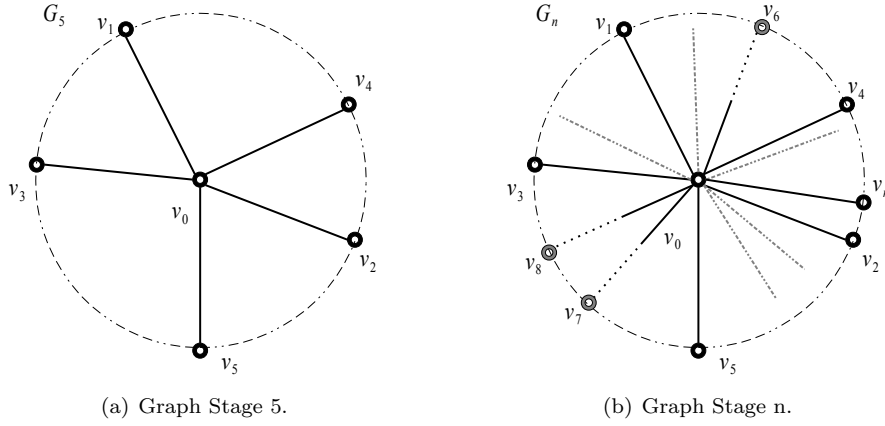 G₅
v₁
v₄
v₃
v₀
v₂
v₅
(a) Graph Stage 5.
Gₙ
v₁
v₆
v₄
v₃
v₀
v₂
v₈
v₇
v₅
(b) Graph Stage n.